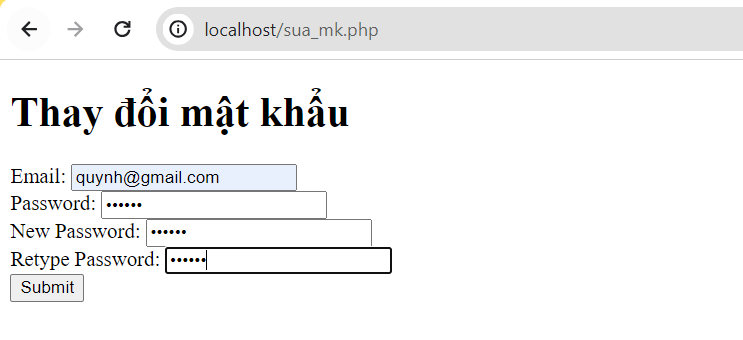 localhost/sua_mk.php
Thay đổi mật khẩu
Email: quynh@gmail.com
Password: ••••••
New Password: ••••••
Retype Password: ••••••
Submit